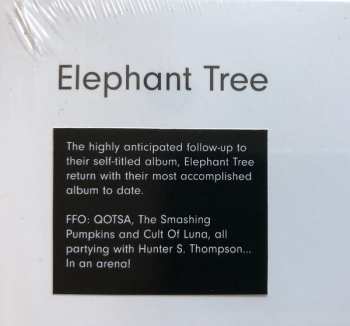 Elephant Tree
The highly anticipated follow-up to
their self-titled album, Elephant Tree
return with their most accomplished
album to date.
FFO: QOTSA, The Smashing
Pumpkins and Cult Of Luna, all
partying with Hunter S. Thompson...
In an arena!